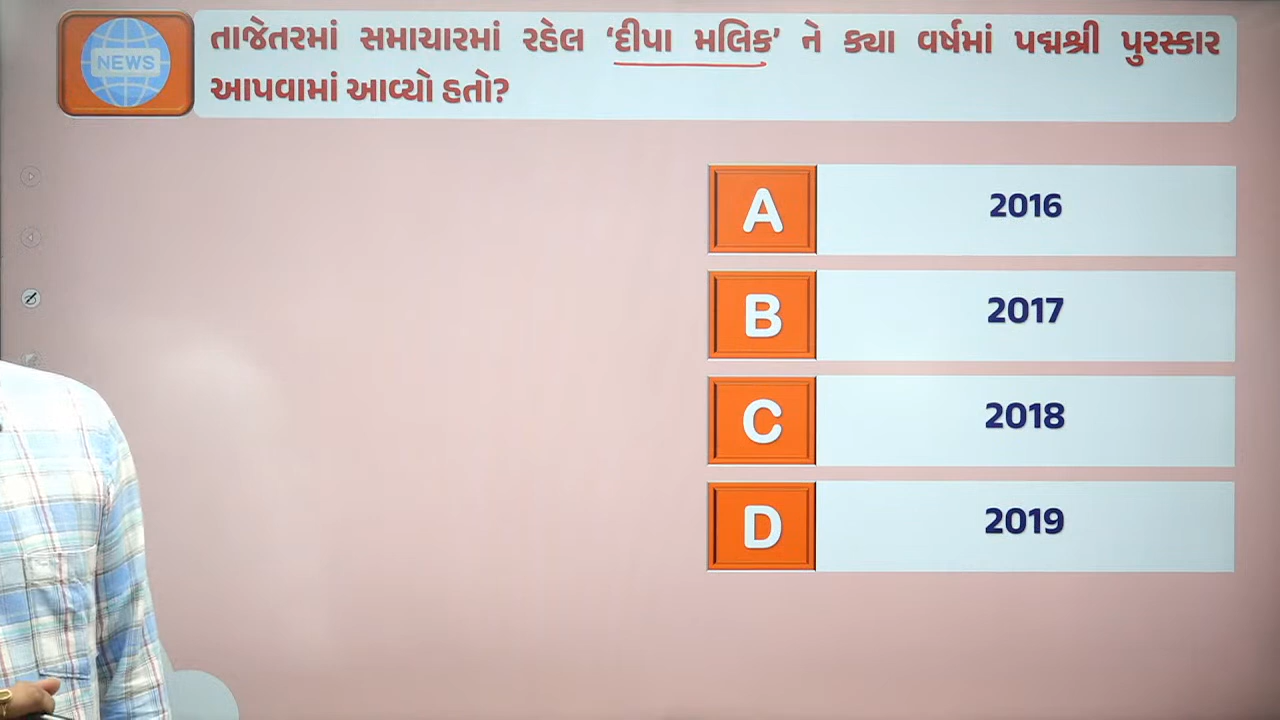 NEWS
તાજેતરમાં સમાચારમાં રહેલ ‘દીપા મલિક’ ને ક્યા વર્ષમાં પદ્મશ્રી પુરસ્કાર
આપવામાં આવ્યો હતો?
A 2016
B 2017
C 2018
D 2019